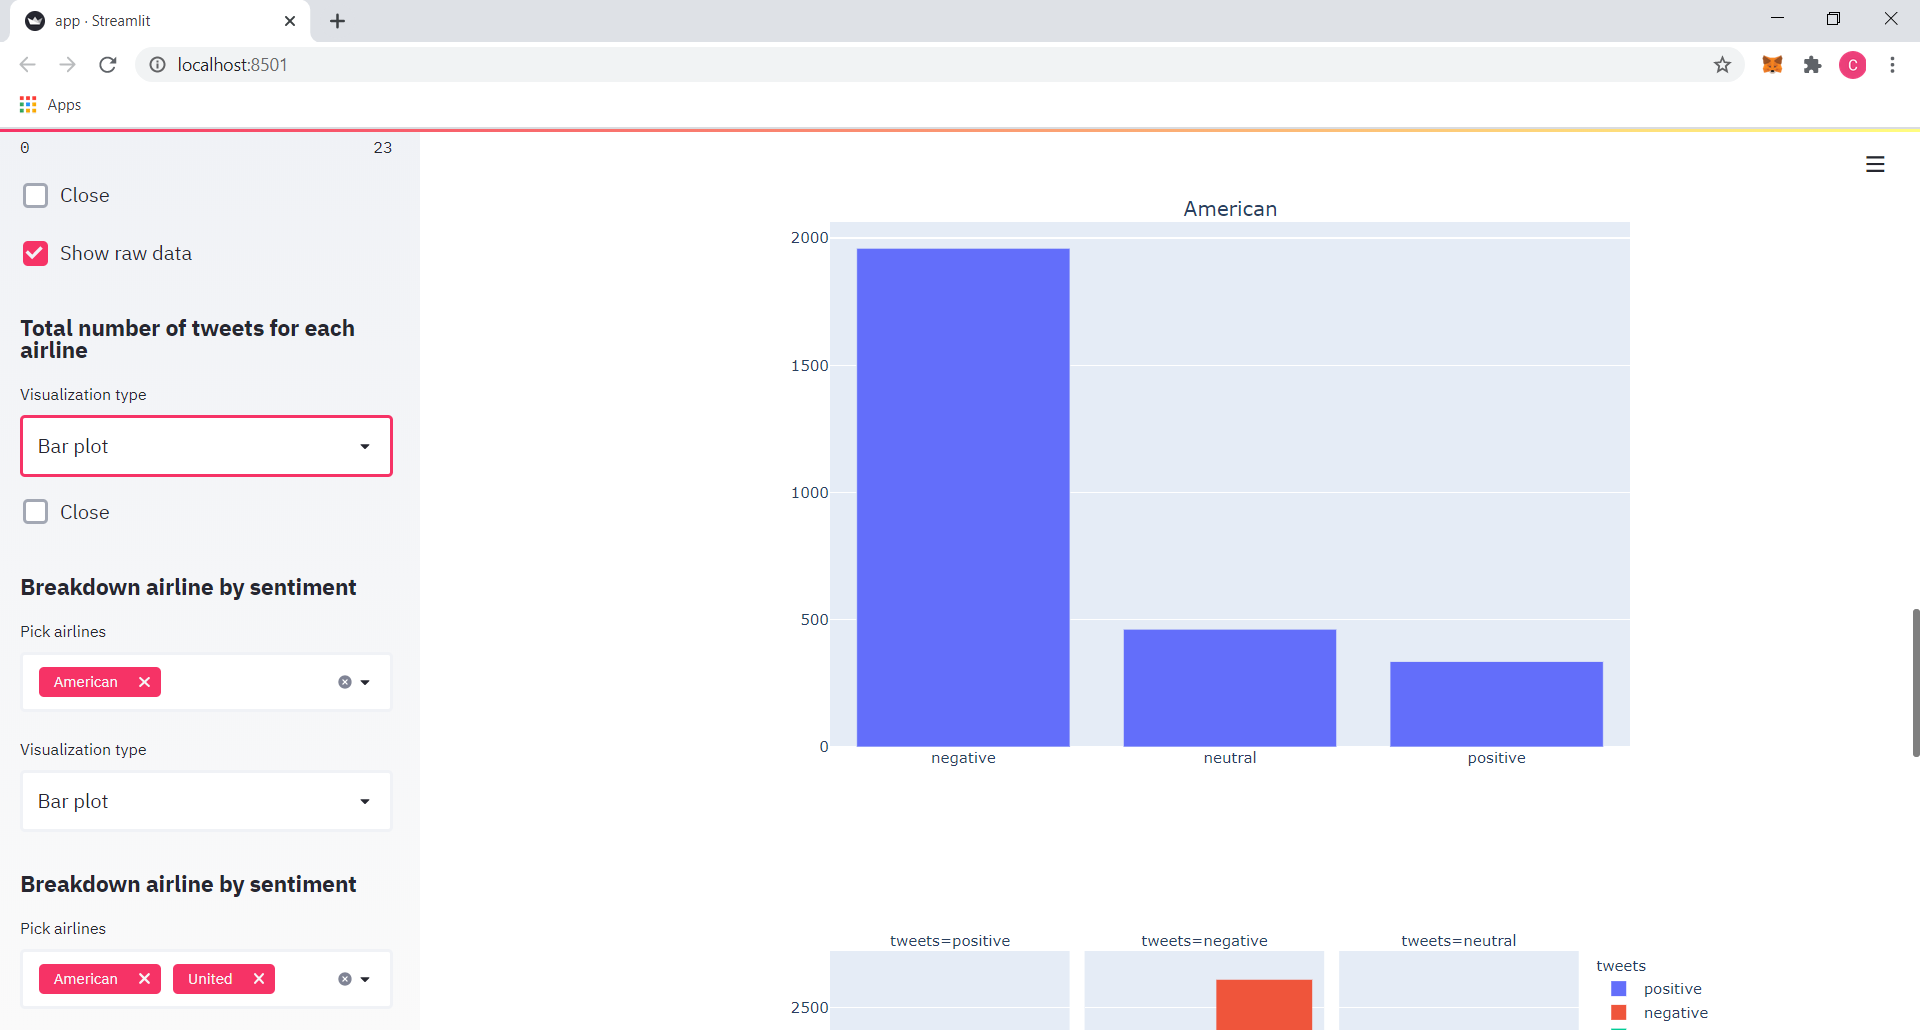 app · Streamlit
localhost:8501
Apps
0 23
Close
Show raw data
Total number of tweets for each
airline
Visualization type
Bar plot
Close
Breakdown airline by sentiment
Pick airlines
American
Visualization type
Bar plot
Breakdown airline by sentiment
Pick airlines
American United
C
American
2000
1500
1000
500
0
negative neutral positive
tweets=positive tweets=negative tweets=neutral
2500
tweets
positive
negative